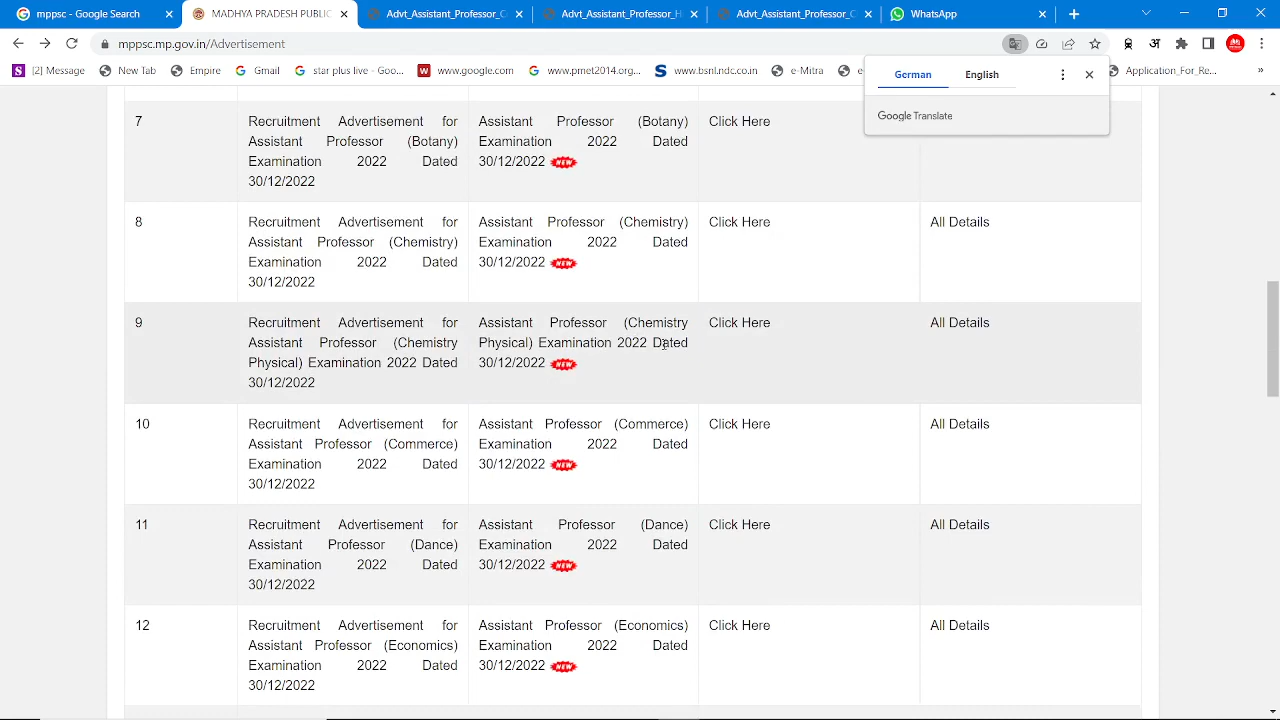 mppsc - Google Search
MADHYA PRADESH PUBLIC
Advt_Assistant_Professor_C
Advt_Assistant_Professor_H
Advt_Assistant_Professor_C
WhatsApp
mppsc.mp.gov.in/Advertisement
अ
S [2] Message
New Tab
Empire
Gmail
star plus live - Goo...
W www.google.com
www.pmet2014.org...
S www.bsnl.ndc.co.in
e-Mitra
e
Application_For_Re...
»
German English
Google Translate
7
Recruitment Advertisement for
Assistant Professor (Botany)
Examination 2022 Dated
30/12/2022
Assistant Professor (Botany)
Examination 2022 Dated
30/12/2022 NEW
Click Here
8
Recruitment Advertisement for
Assistant Professor (Chemistry)
Examination 2022 Dated
30/12/2022
Assistant Professor (Chemistry)
Examination 2022 Dated
30/12/2022 NEW
Click Here
All Details
9
Recruitment Advertisement for
Assistant Professor (Chemistry
Physical) Examination 2022 Dated
30/12/2022
Assistant Professor (Chemistry
Physical) Examination 2022 Dated
30/12/2022 NEW
Click Here
All Details
10
Recruitment Advertisement for
Assistant Professor (Commerce)
Examination 2022 Dated
30/12/2022
Assistant Professor (Commerce)
Examination 2022 Dated
30/12/2022 NEW
Click Here
All Details
11
Recruitment Advertisement for
Assistant Professor (Dance)
Examination 2022 Dated
30/12/2022
Assistant Professor (Dance)
Examination 2022 Dated
30/12/2022 NEW
Click Here
All Details
12
Recruitment Advertisement for
Assistant Professor (Economics)
Examination 2022 Dated
30/12/2022
Assistant Professor (Economics)
Examination 2022 Dated
30/12/2022 NEW
Click Here
All Details